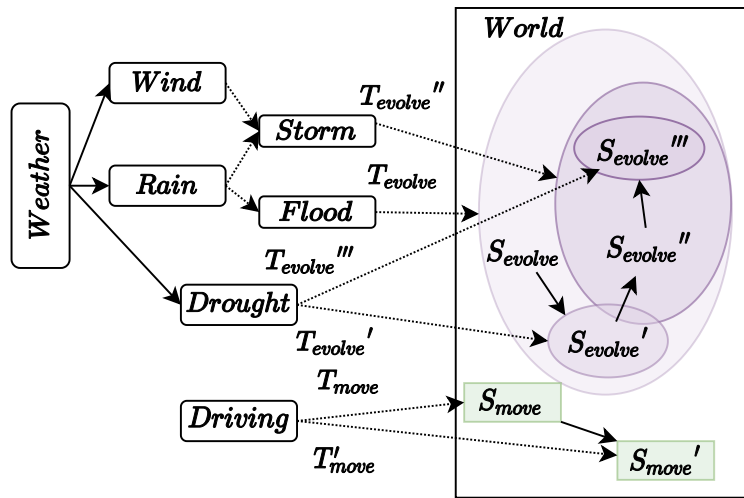 World
Wind
T_evolve''
Storm
S_evolve'''
Weather
Rain
T_evolve
Flood
T_evolve'''
S_evolve
S_evolve''
Drought
T_evolve'
S_evolve'
T_move
S_move
Driving
T'_move
S_move'